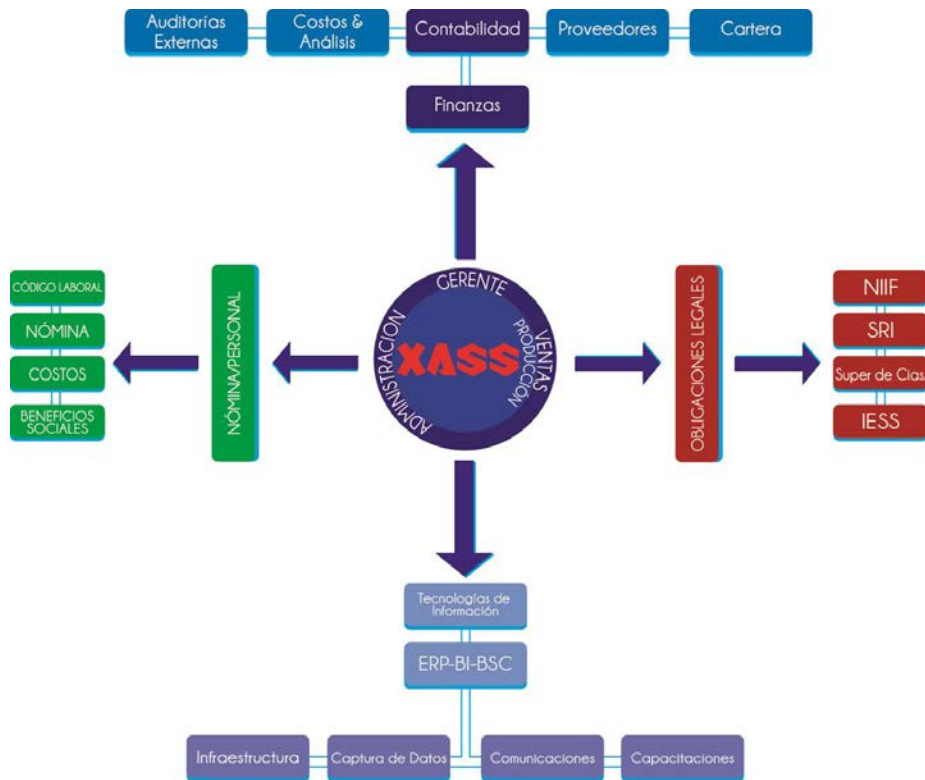 Auditorías
Externas
Costos &
Análisis
Contabilidad
Proveedores
Cartera
Finanzas
CÓDIGO LABORAL
NÓMINA
COSTOS
BENEFICIOS
SOCIALES
NÓMINA/PERSONAL
ADMINISTRACION
GERENTE
VENTAS
PRODUCCIÓN
XASS
OBLIGACIONES LEGALES
NIIF
SRI
Super de Cias.
IESS
Tecnologías de
Información
ERP-BI-BSC
Infraestructura
Captura de Datos
Comunicaciones
Capacitaciones